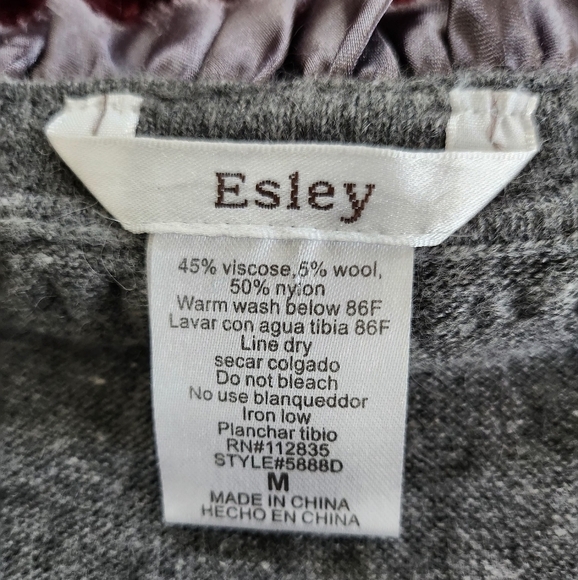 Esley
45% viscose, 5% wool,
50% nylon
Warm wash below 86F
Lavar con agua tibia 86F
Line dry
secar colgado
Do not bleach
No use blanqueddor
Iron low
Planchar tibio
RN#112835
STYLE#5888D
M
MADE IN CHINA
HECHO EN CHINA